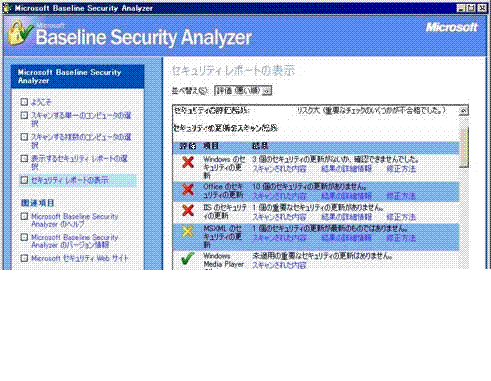 Microsoft Baseline Security Analyzer
Microsoft
Baseline Security Analyzer
Microsoft
Microsoft Baseline Security
Analyzer
ようこそ
スキャンする単一のコンピュータの選
択
スキャンする複数のコンピュータの選
択
表示するセキュリティ レポートの選
択
セキュリティ レポートの表示
関連項目
Microsoft Baseline Security
Analyzer のヘルプ
Microsoft Baseline Security
Analyzer のバージョン情報
Microsoft セキュリティ Web サイト
セキュリティ レポートの表示
並べ替え(S): 評価 (悪い順)
セキュリティの評価 リスク大 (重要なチェックのいくつかが不合格でした。)
セキュリティの更新のスキャン結果
評価 項目 結果
Windows のセキュリティの更新 3 個のセキュリティの更新がないか、確認できませんでした。
スキャンされた内容 結果の詳細情報 修正方法
Office のセキュリティの更新 10 個のセキュリティの更新がありません。
スキャンされた内容 結果の詳細情報 修正方法
IIS のセキュリティの更新 1 個の重要なセキュリティの更新がありません。
スキャンされた内容 結果の詳細情報 修正方法
MSXML のセキュリティの更新 1 個のセキュリティの更新が最新のものではありません。
スキャンされた内容 結果の詳細情報 修正方法
Windows Media Player 未適用の重要なセキュリティの更新はありません。
スキャンされた内容